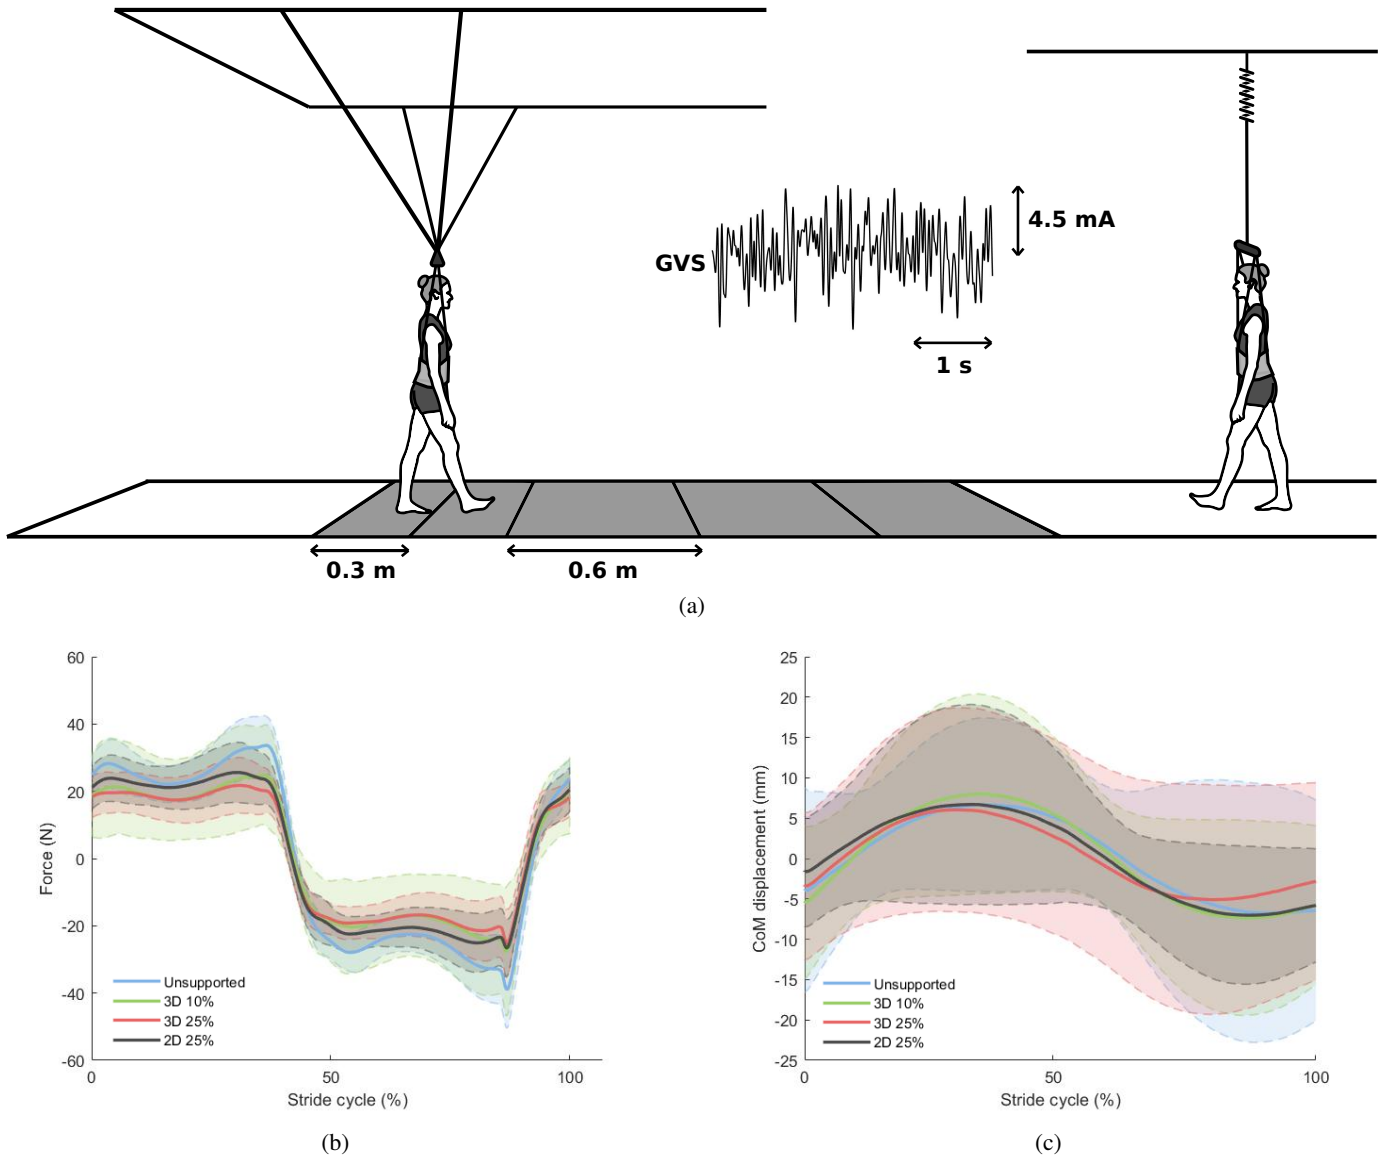 GVS
4.5 mA
1 s
0.3 m
0.6 m
(a)
60
40
20
0
-20
-40
-60
Force (N)
Unsupported
3D 10%
3D 25%
2D 25%
0
50
100
Stride cycle (%)
(b)
25
20
15
10
5
0
-5
-10
-15
-20
-25
CoM displacement (mm)
Unsupported
3D 10%
3D 25%
2D 25%
0
50
100
Stride cycle (%)
(c)